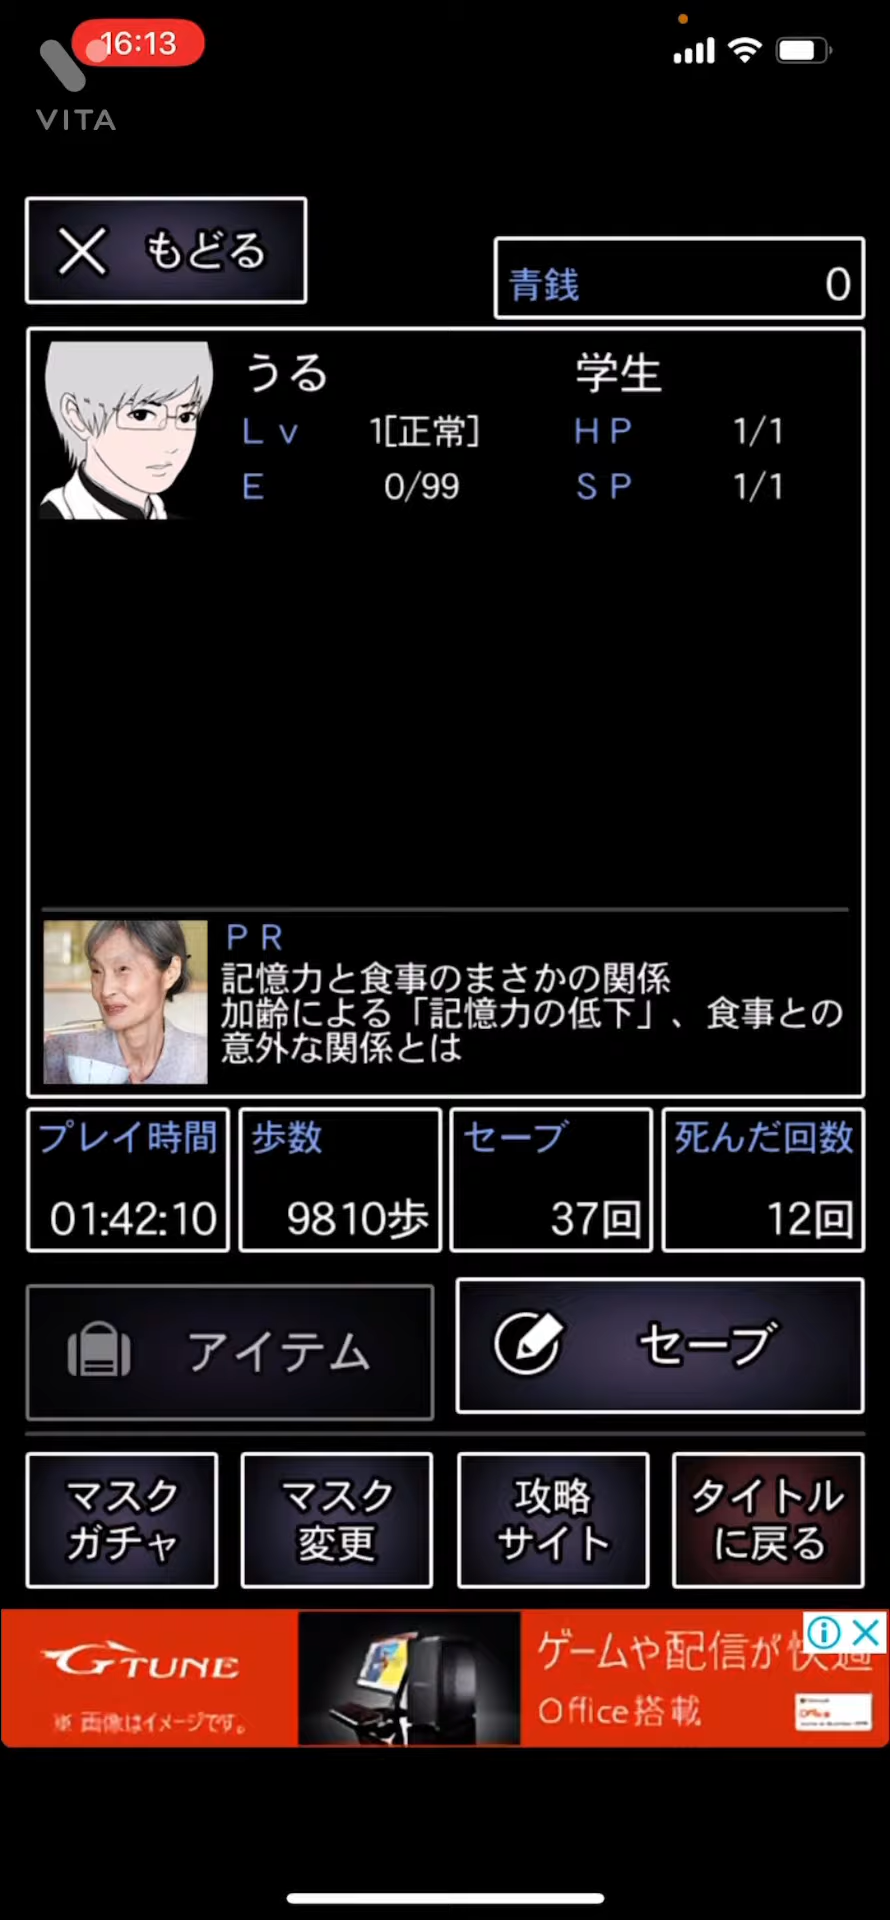 16:13
VITA
もどる
青銭 0
うる 学生
Lv 1[正常] HP 1/1
E 0/99 SP 1/1
PR
記憶力と食事のまさかの関係
加齢による「記憶力の低下」、食事との
意外な関係とは
プレイ時間 歩数 セーブ 死んだ回数
01:42:10 9810歩 37回 12回
アイテム セーブ
マスク
ガチャ
マスク
変更
攻略
サイト
タイトル
に戻る
GTUNE
※ 画像はイメージです。
ゲームや配信が快適
Office搭載